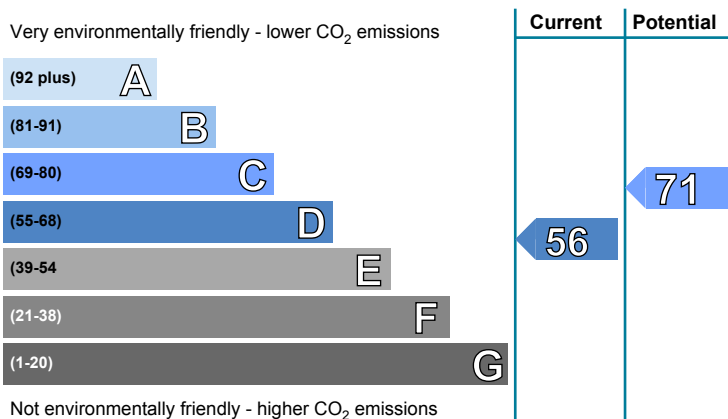 Current Potential
Very environmentally friendly - lower CO2 emissions
(92 plus) A
(81-91) B
(69-80) C
71
(55-68) D
56
(39-54 E
(21-38) F
(1-20) G
Not environmentally friendly - higher CO2 emissions